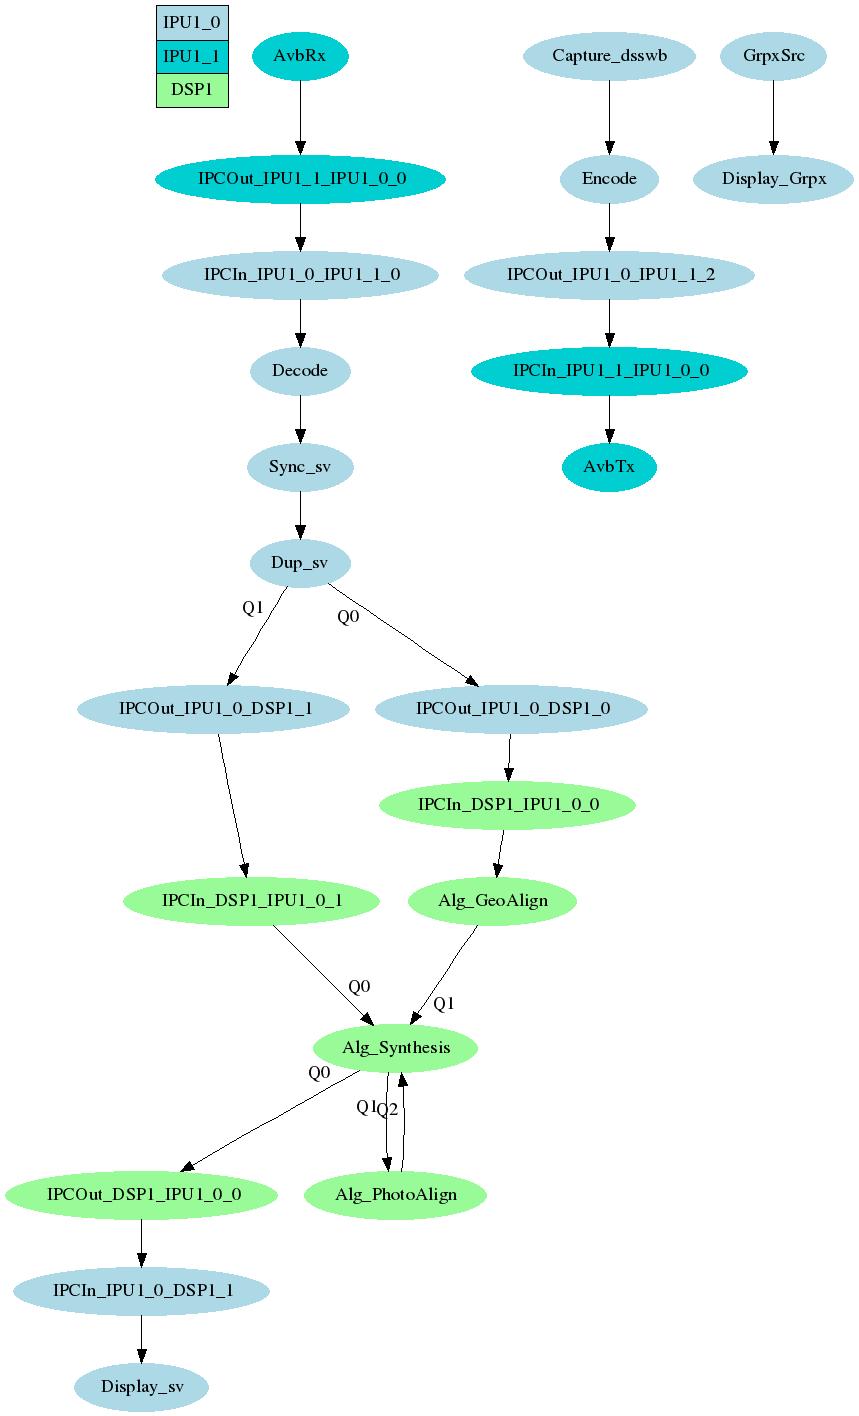 IPU1_0
IPU1_1
DSP1
AvbRx
Capture_dsswb
GrpxSrc
IPCOut_IPU1_1_IPU1_0_0
Encode
Display_Grpx
IPCIn_IPU1_0_IPU1_1_0
IPCOut_IPU1_0_IPU1_1_2
Decode
IPCIn_IPU1_1_IPU1_0_0
Sync_sv
AvbTx
Dup_sv
Q1
Q0
IPCOut_IPU1_0_DSP1_1
IPCOut_IPU1_0_DSP1_0
IPCIn_DSP1_IPU1_0_0
IPCIn_DSP1_IPU1_0_1
Alg_GeoAlign
Q0
Q1
Alg_Synthesis
Q0
Q1
Q2
IPCOut_DSP1_IPU1_0_0
Alg_PhotoAlign
IPCIn_IPU1_0_DSP1_1
Display_sv